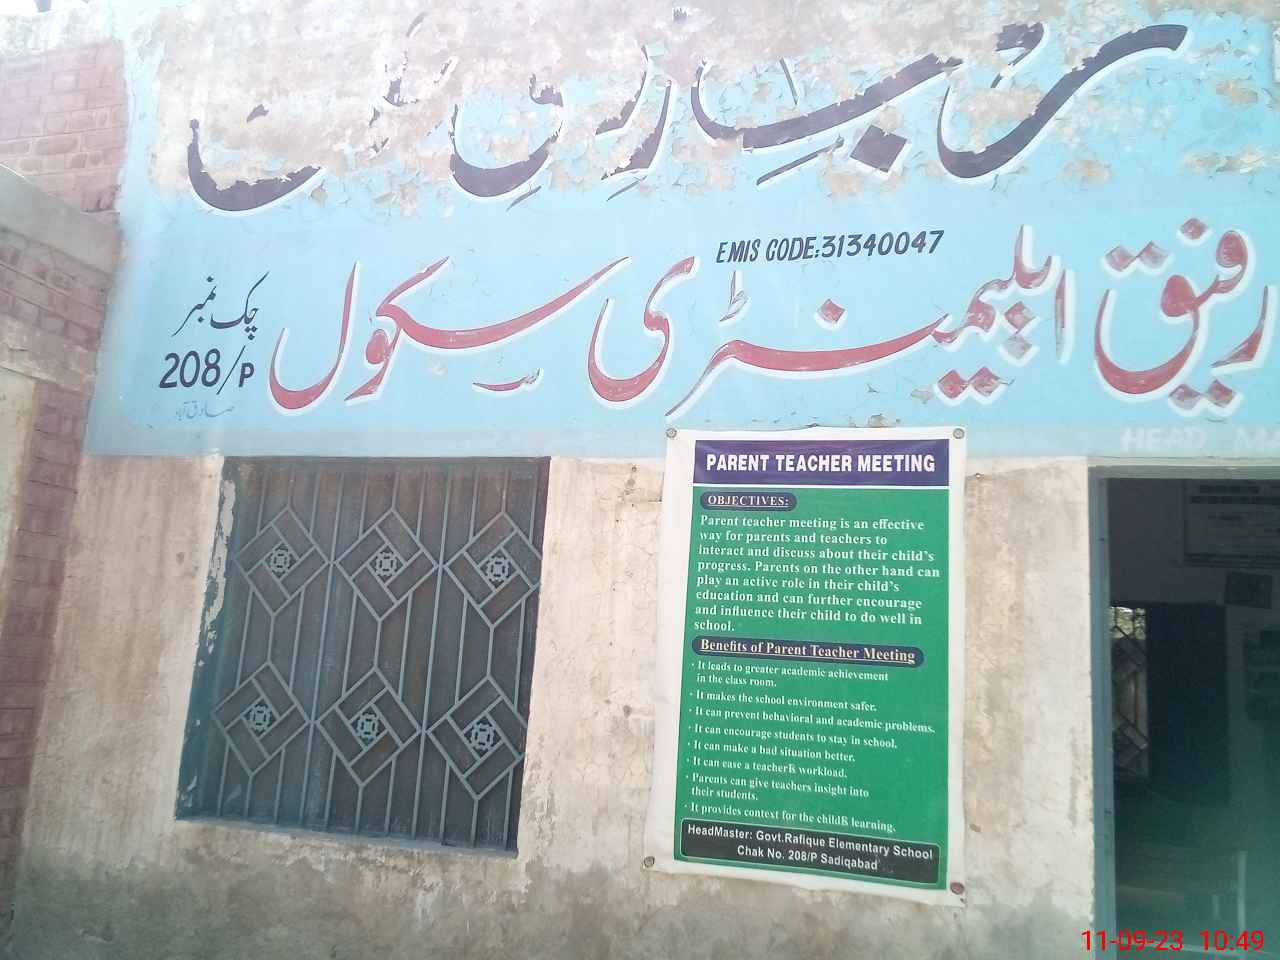 EMIS CODE:31340047
رفیق ایلیمنٹری سکول
چک نمبر
208/P
صادق آباد
HEAD MA
PARENT TEACHER MEETING
OBJECTIVES:
Parent teacher meeting is an effective
way for parents and teachers to
interact and discuss about their child's
progress. Parents on the other hand can
play an active role in their child's
education and can further encourage
and influence their child to do well in
school.
Benefits of Parent Teacher Meeting
· It leads to greater academic achievement
in the class room.
· It makes the school environment safer.
· It can prevent behavioral and academic problems.
· It can encourage students to stay in school.
· It can make a bad situation better.
· It can ease a teacherß workload.
· Parents can give teachers insight into
their students.
· It provides context for the childß learning.
HeadMaster: Govt.Rafique Elementary School
Chak No. 208/P Sadiqabad
11-09-23 10:49